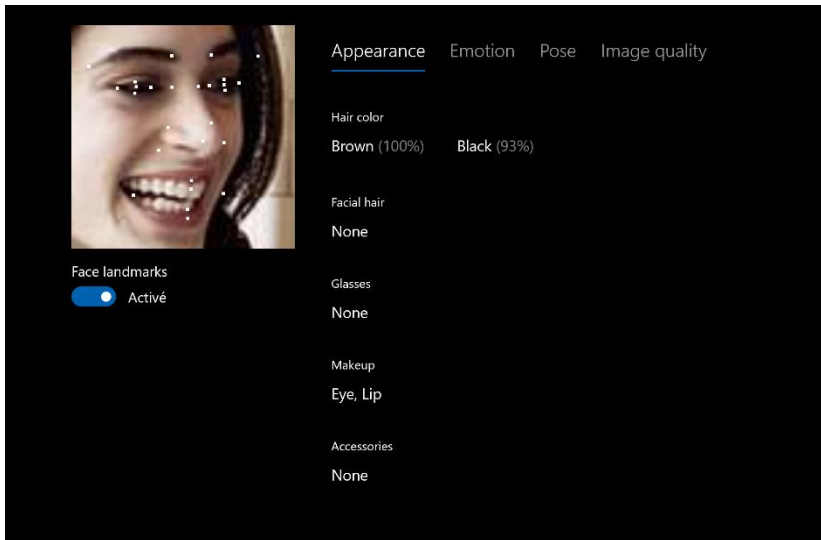 Appearance Emotion Pose Image quality
Hair color
Brown (100%) Black (93%)
Facial hair
None
Face landmarks
Activé
Glasses
None
Makeup
Eye, Lip
Accessories
None